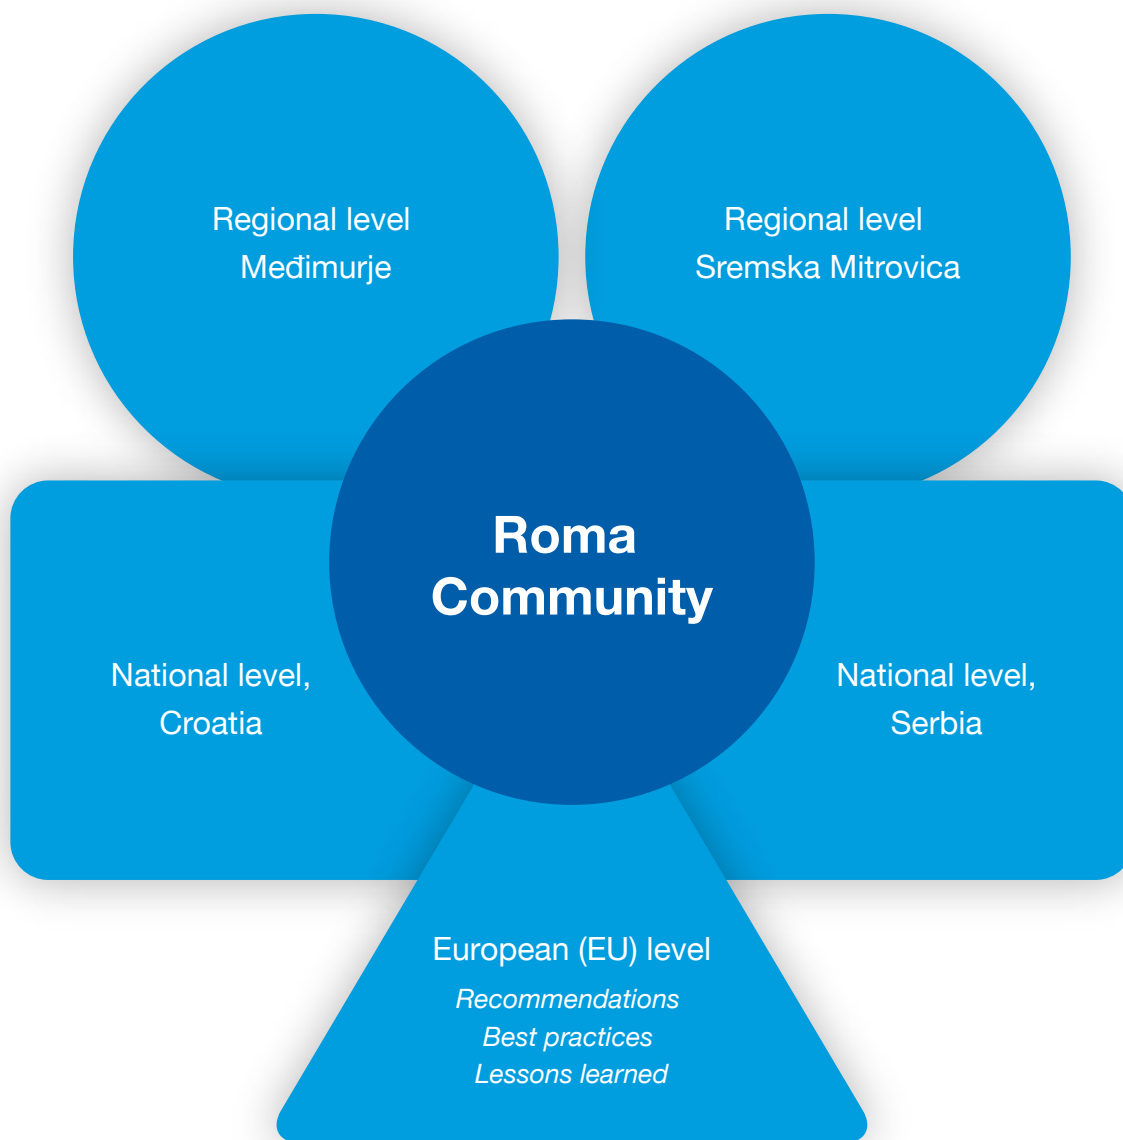 Regional level
Međimurje
Regional level
Sremska Mitrovica
Roma
Community
National level,
Croatia
National level,
Serbia
European (EU) level
Recommendations
Best practices
Lessons learned